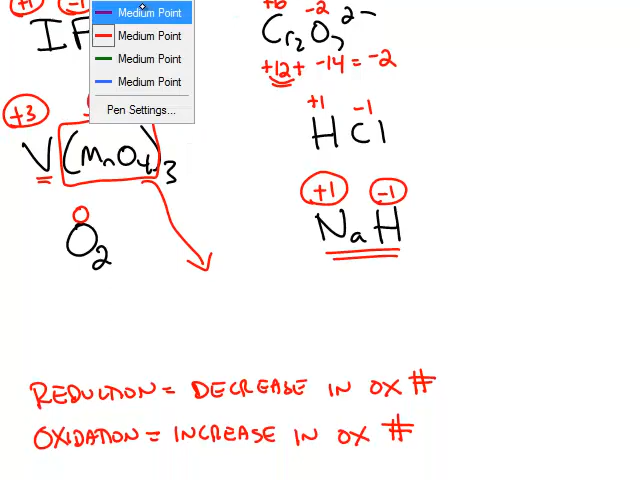 +1 -1
IF
Medium Point
Medium Point
Medium Point
Medium Point
Pen Settings...
+3
V(MnO4)3
O
O2
+6 -2
Cr2O7 2-
+12 + -14 = -2
+1 -1
HCl
+1 -1
NaH
REDUCTION = DECREASE IN OX #
OXIDATION = INCREASE IN OX #